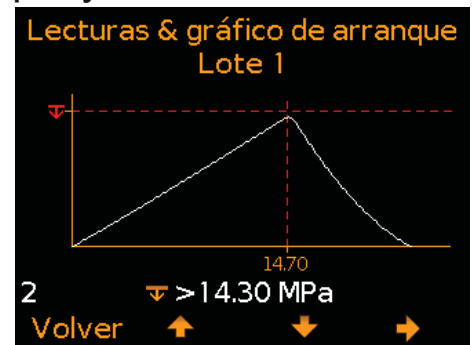 Lecturas & gráfico de arranque
Lote 1
14.70
2 >14.30 MPa
Volver